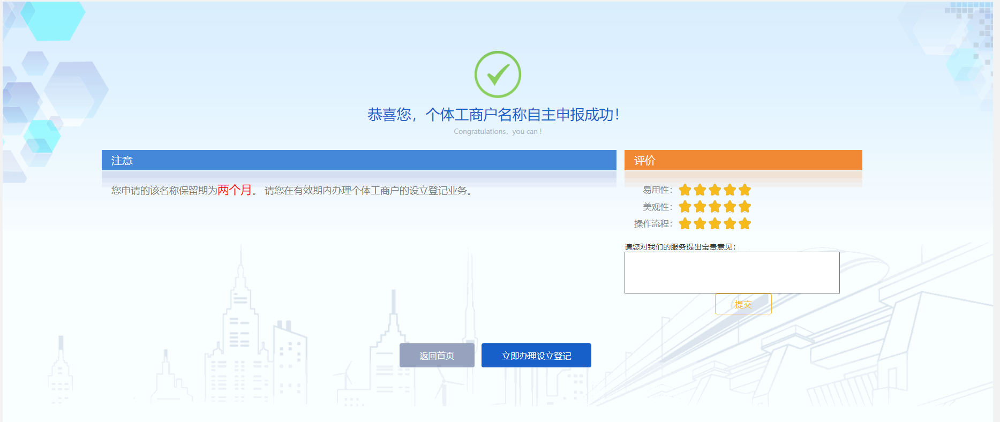 恭喜您，个体工商户名称自主申报成功！
Congratulations，you can !
注意
您申请的该名称保留期为两个月。 请您在有效期内办理个体工商户的设立登记业务。
评价
易用性：
美观性：
操作流程：
请您对我们的服务提出宝贵意见：
提交
返回首页
立即办理设立登记